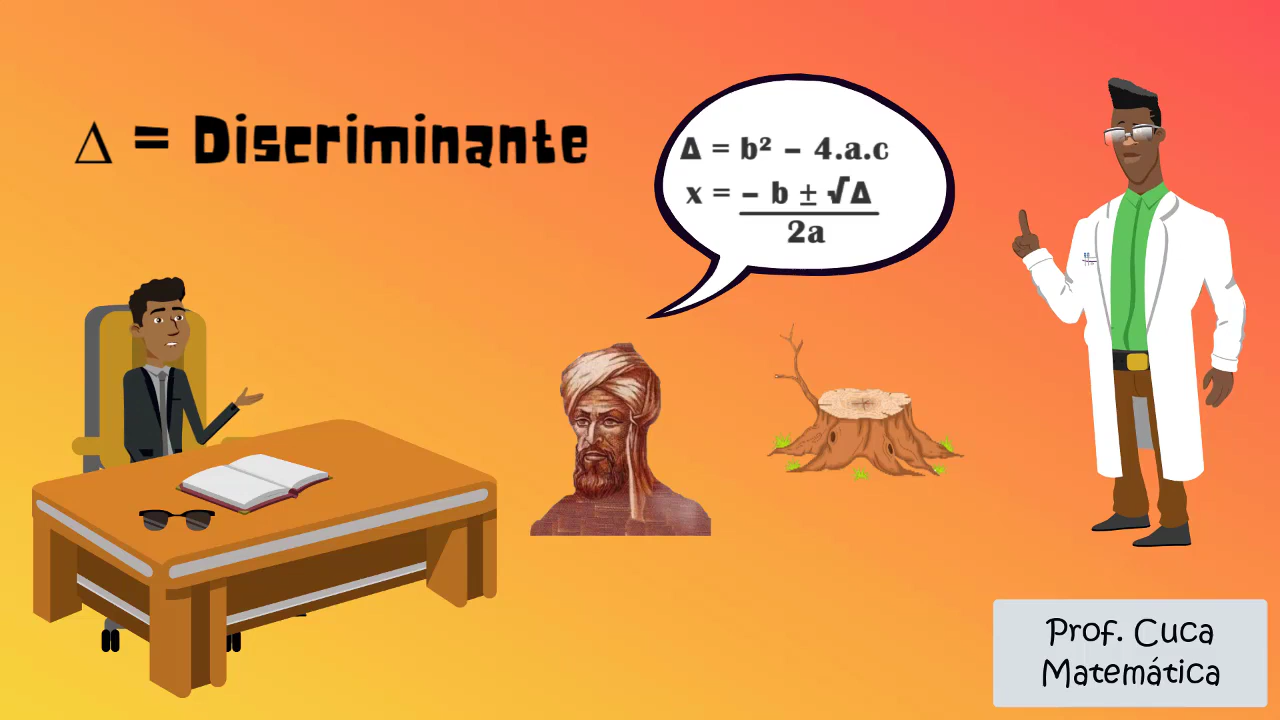 Δ = Discriminante
Δ = b² – 4.a.c
x = – b ± √Δ
2a
Prof. Cuca
Matemática